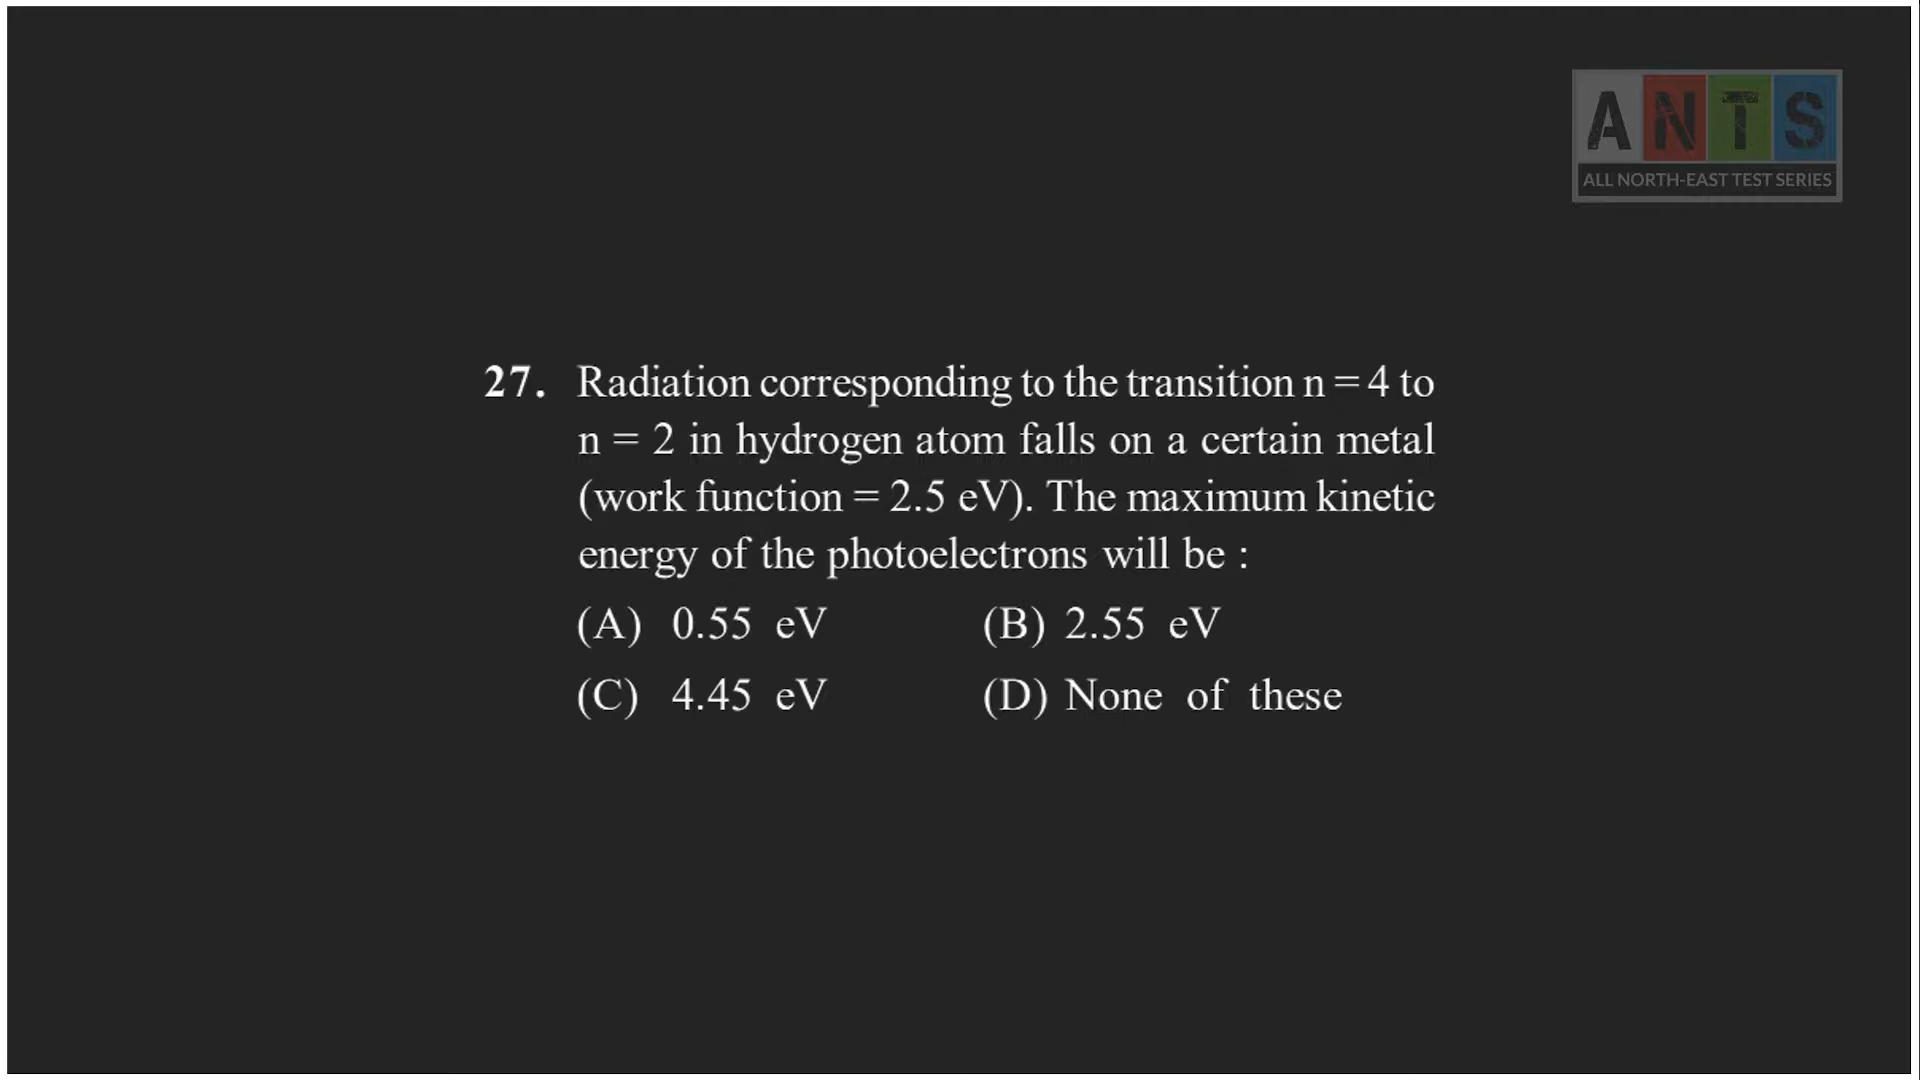 ANTS
ALL NORTH-EAST TEST SERIES
27. Radiation corresponding to the transition n = 4 to
n = 2 in hydrogen atom falls on a certain metal
(work function = 2.5 eV). The maximum kinetic
energy of the photoelectrons will be :
(A) 0.55 eV (B) 2.55 eV
(C) 4.45 eV (D) None of these